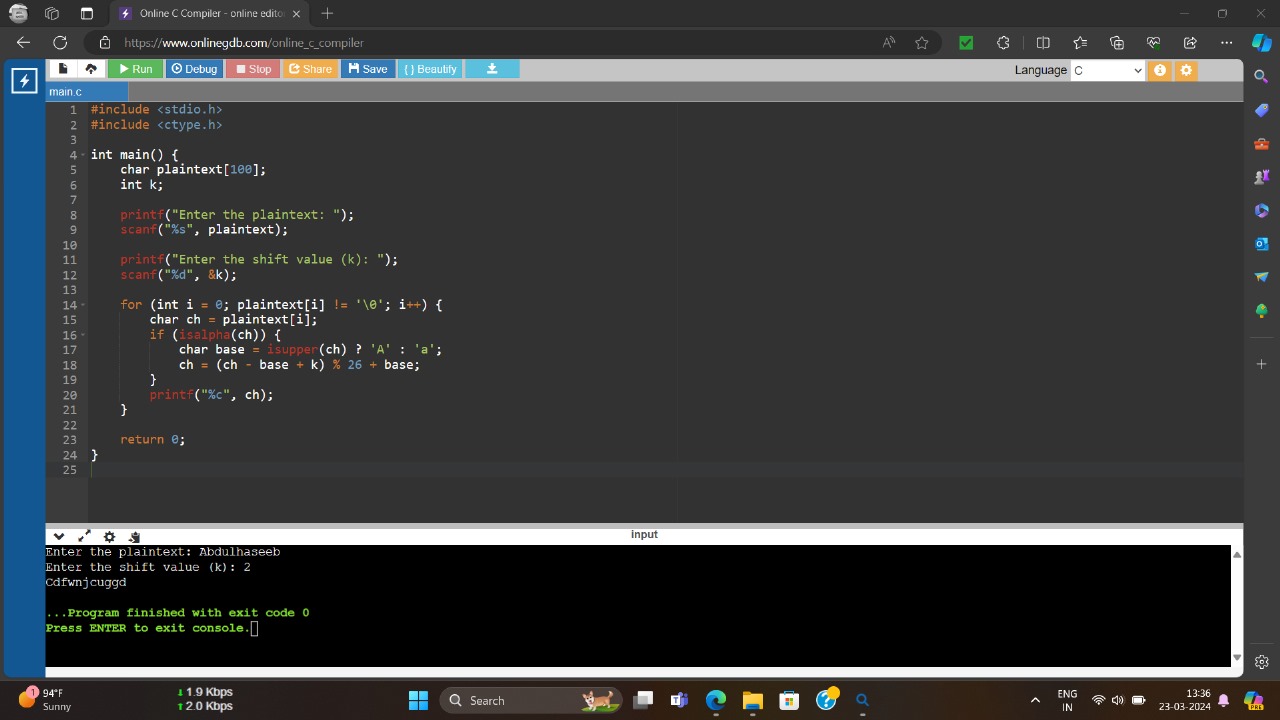 Online C Compiler - online edito
https://www.onlinegdb.com/online_c_compiler
Run Debug Stop Share Save { } Beautify
Language C
main.c
1 #include <stdio.h>
2 #include <ctype.h>
3
4 int main() {
5 char plaintext[100];
6 int k;
7
8 printf("Enter the plaintext: ");
9 scanf("%s", plaintext);
10
11 printf("Enter the shift value (k): ");
12 scanf("%d", &k);
13
14 for (int i = 0; plaintext[i] != '\0'; i++) {
15 char ch = plaintext[i];
16 if (isalpha(ch)) {
17 char base = isupper(ch) ? 'A' : 'a';
18 ch = (ch - base + k) % 26 + base;
19 }
20 printf("%c", ch);
21 }
22
23 return 0;
24 }
25
input
Enter the plaintext: Abdulhaseeb
Enter the shift value (k): 2
Cdfwnjcuggd
...Program finished with exit code 0
Press ENTER to exit console.
1 94°F
Sunny
↓ 1.9 Kbps
↑ 2.0 Kbps
Search
ENG
IN
13:36
23-03-2024